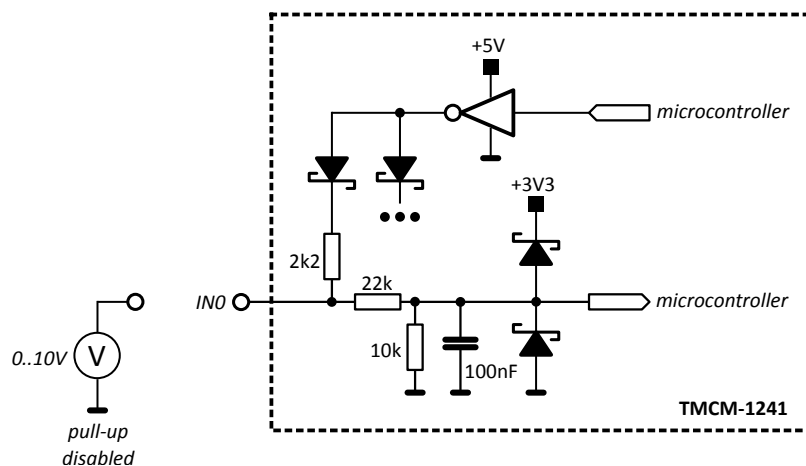 +5V
microcontroller
+3V3
2k2
22k
IN0
microcontroller
0..10V
V
10k
100nF
TMCM-1241
pull-up
disabled